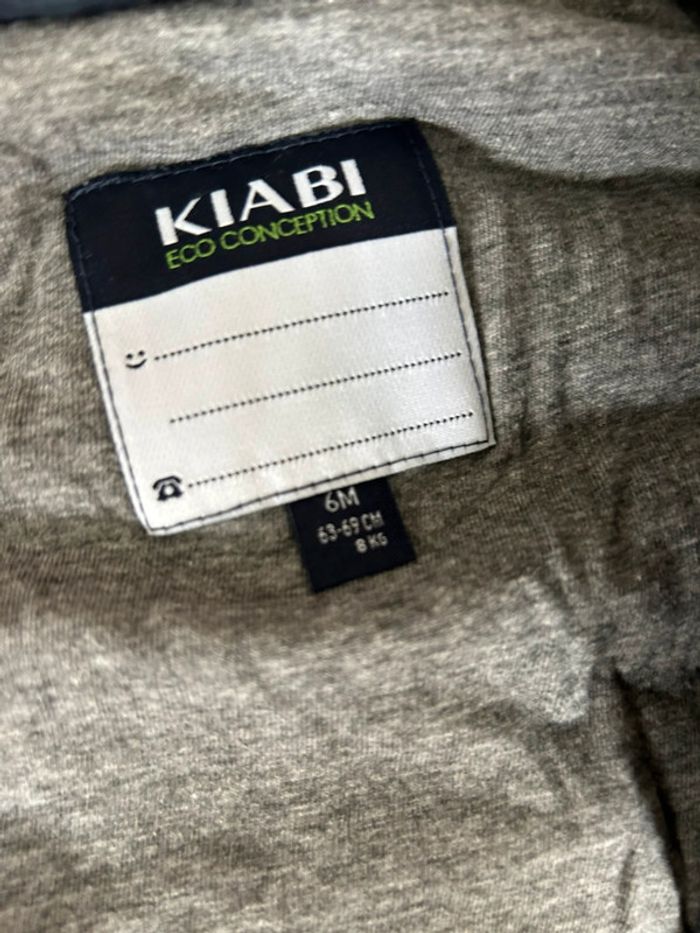 KIABI
ECO CONCEPTION
6M
63-69 CM
8 KG